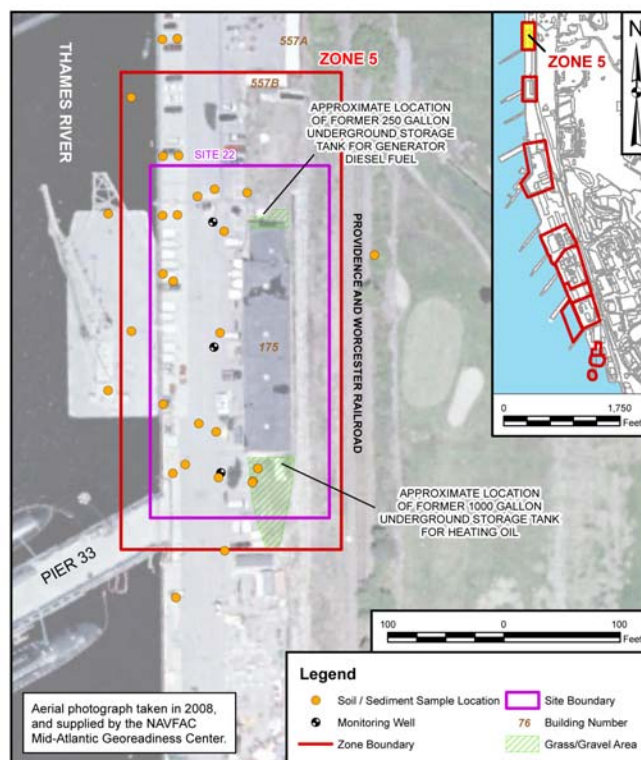 557A
ZONE 5
557B
THAMES RIVER
APPROXIMATE LOCATION
OF FORMER 250 GALLON
UNDERGROUND STORAGE
TANK FOR GENERATOR
DIESEL FUEL
SITE 22
PROVIDENCE AND WORCESTER RAILROAD
175
APPROXIMATE LOCATION
OF FORMER 1000 GALLON
UNDERGROUND STORAGE TANK
FOR HEATING OIL
PIER 33
N
ZONE 5
0 1,750
Feet
100 0 100
Feet
Legend
Soil / Sediment Sample Location
Monitoring Well
Zone Boundary
Site Boundary
76 Building Number
Grass/Gravel Area
Aerial photograph taken in 2008,
and supplied by the NAVFAC
Mid-Atlantic Georeadiness Center.